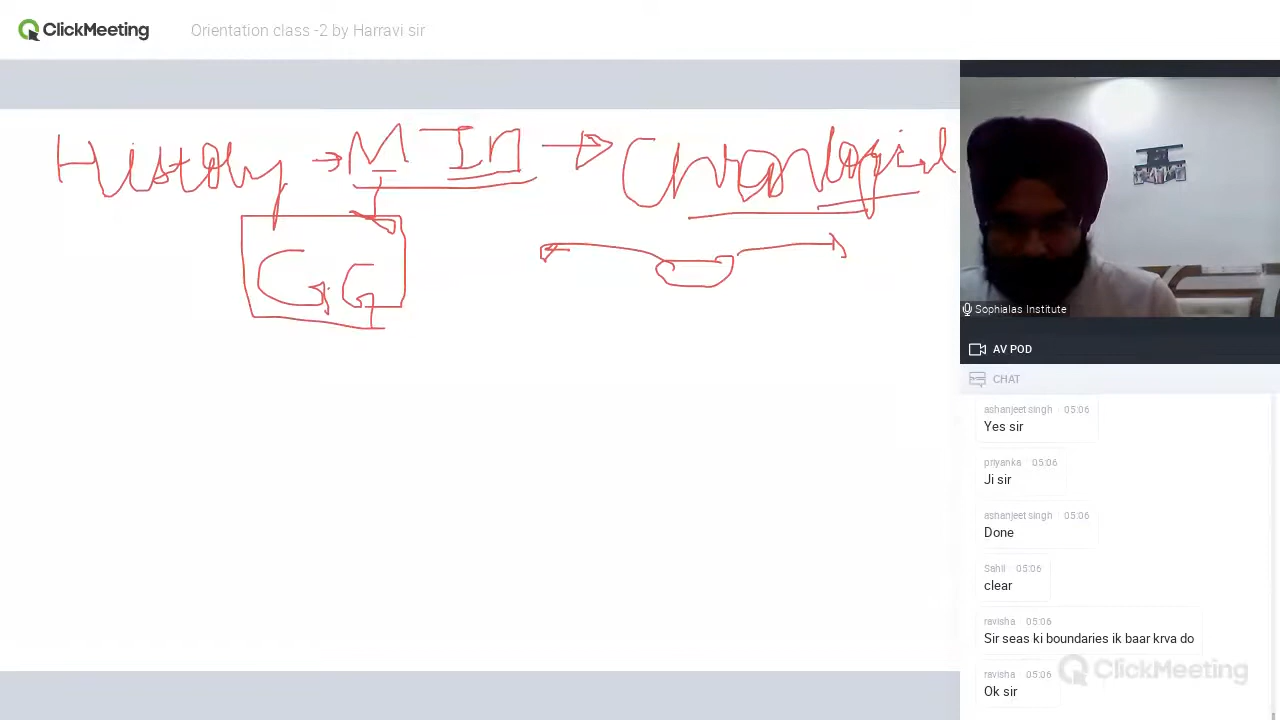 ClickMeeting
Orientation class -2 by Harravi sir
History → M In → Chronlogical
G.G
Sophialas Institute
AV POD
CHAT
ashanjeet singh 05:06
Yes sir
priyanka 05:06
Ji sir
ashanjeet singh 05:06
Done
Sahil 05:06
clear
ravisha 05:06
Sir seas ki boundaries ik baar krva do
ravisha 05:06
Ok sir
ClickMeeting